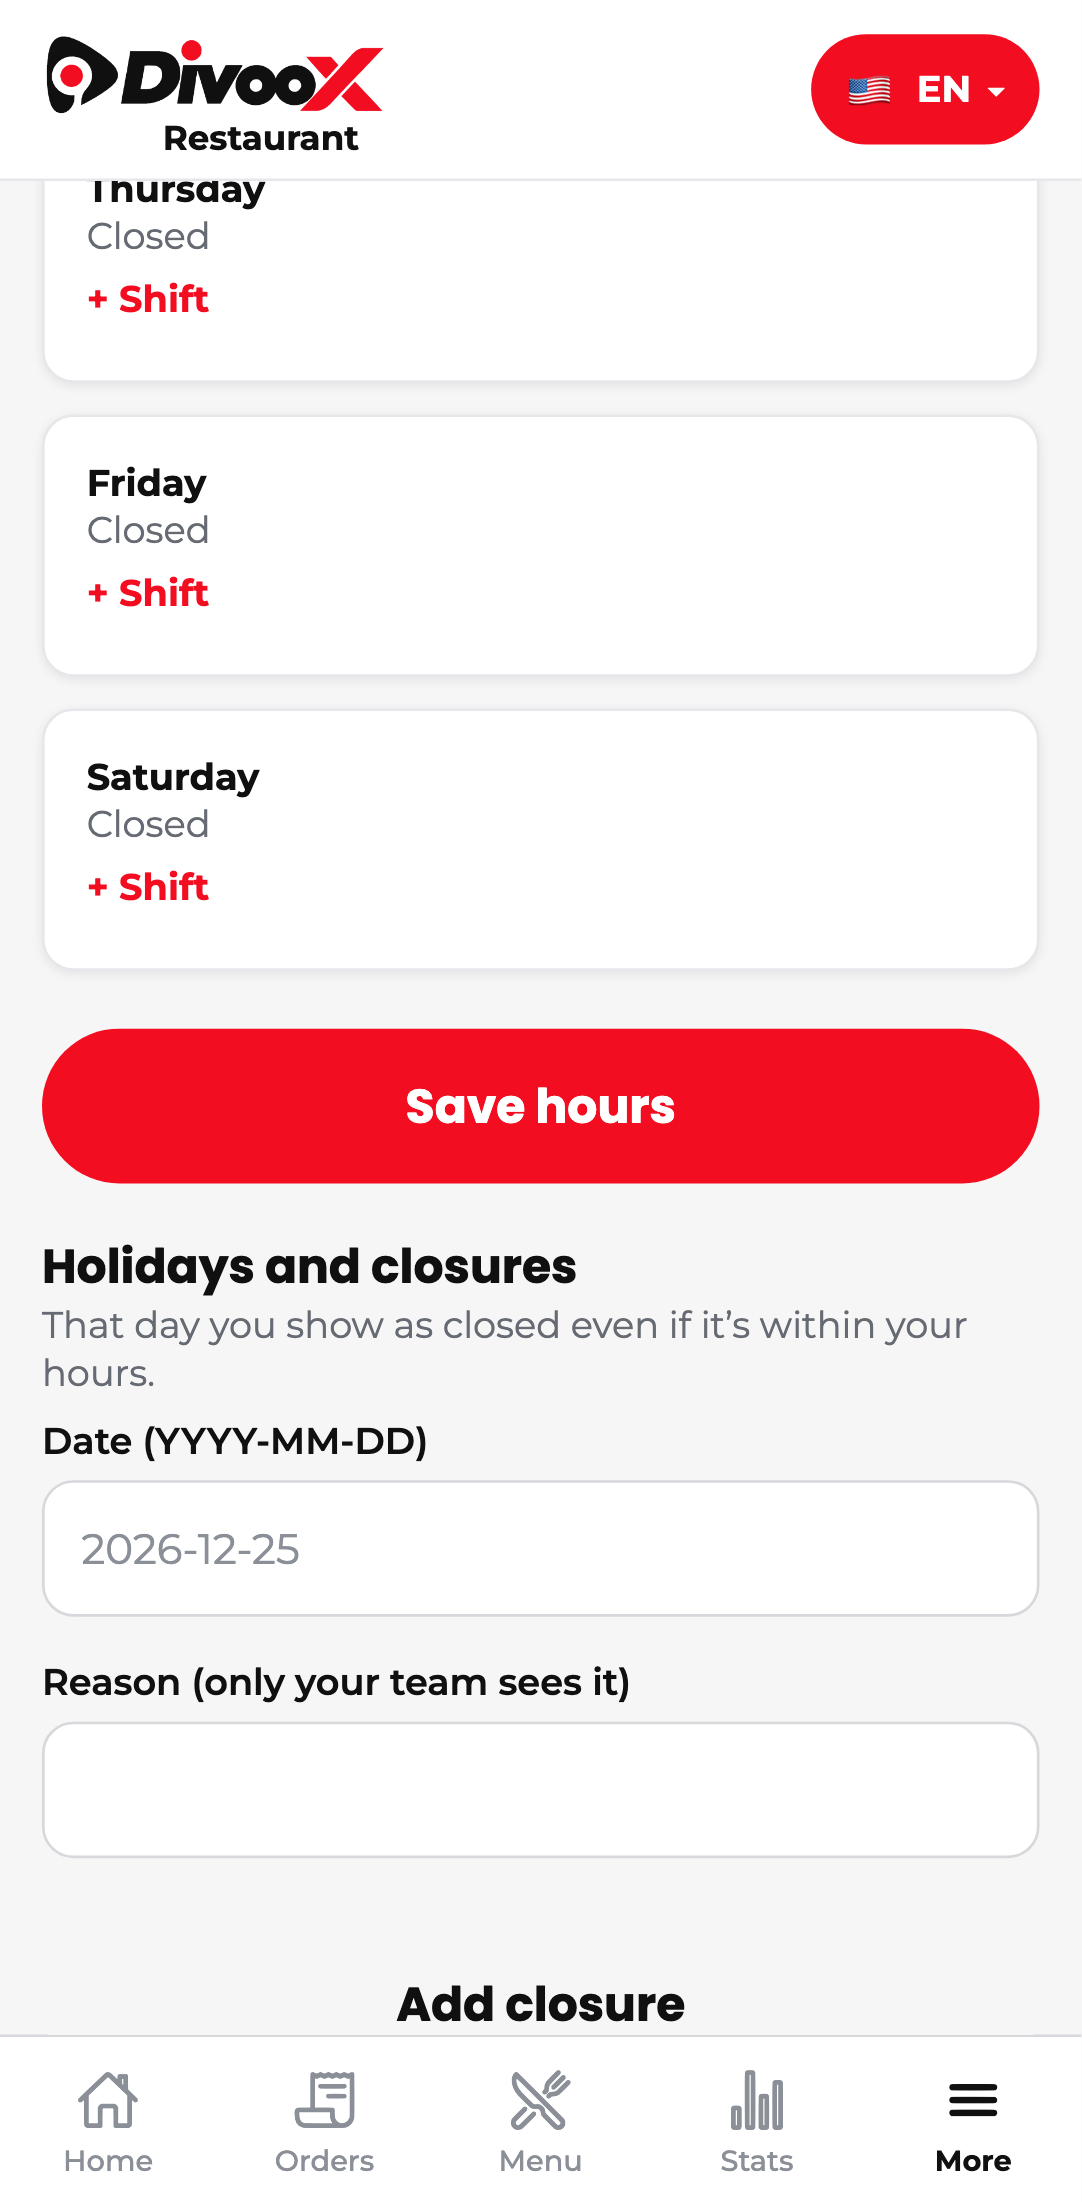 DivooX
Restaurant
EN
Thursday
Closed
+ Shift
Friday
Closed
+ Shift
Saturday
Closed
+ Shift
Save hours
Holidays and closures
That day you show as closed even if it’s within your
hours.
Date (YYYY-MM-DD)
2026-12-25
Reason (only your team sees it)
Add closure
Home
Orders
Menu
Stats
More